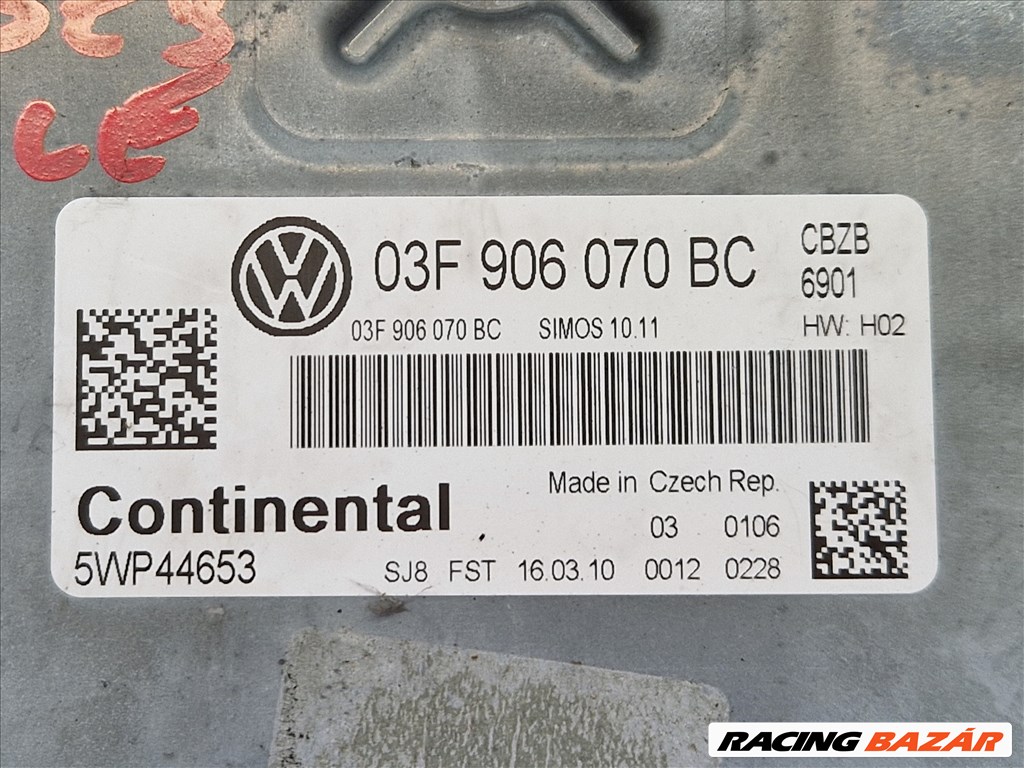 03F 906 070 BC
CBZB
6901
03F 906 070 BC SIMOS 10.11
HW: H02
Made in Czech Rep.
Continental
03 0106
5WP44653
SJ8 FST 16.03.10 0012 0228
RACING BAZÁR